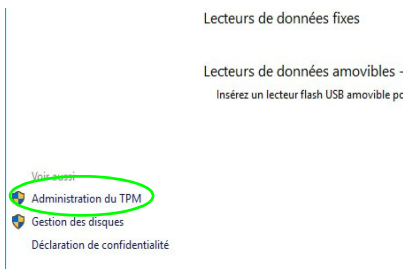 Lecteurs de données fixes
Lecteurs de données amovibles -
Insérez un lecteur flash USB amovible po
Voir aussi
Administration du TPM
Gestion des disques
Déclaration de confidentialité